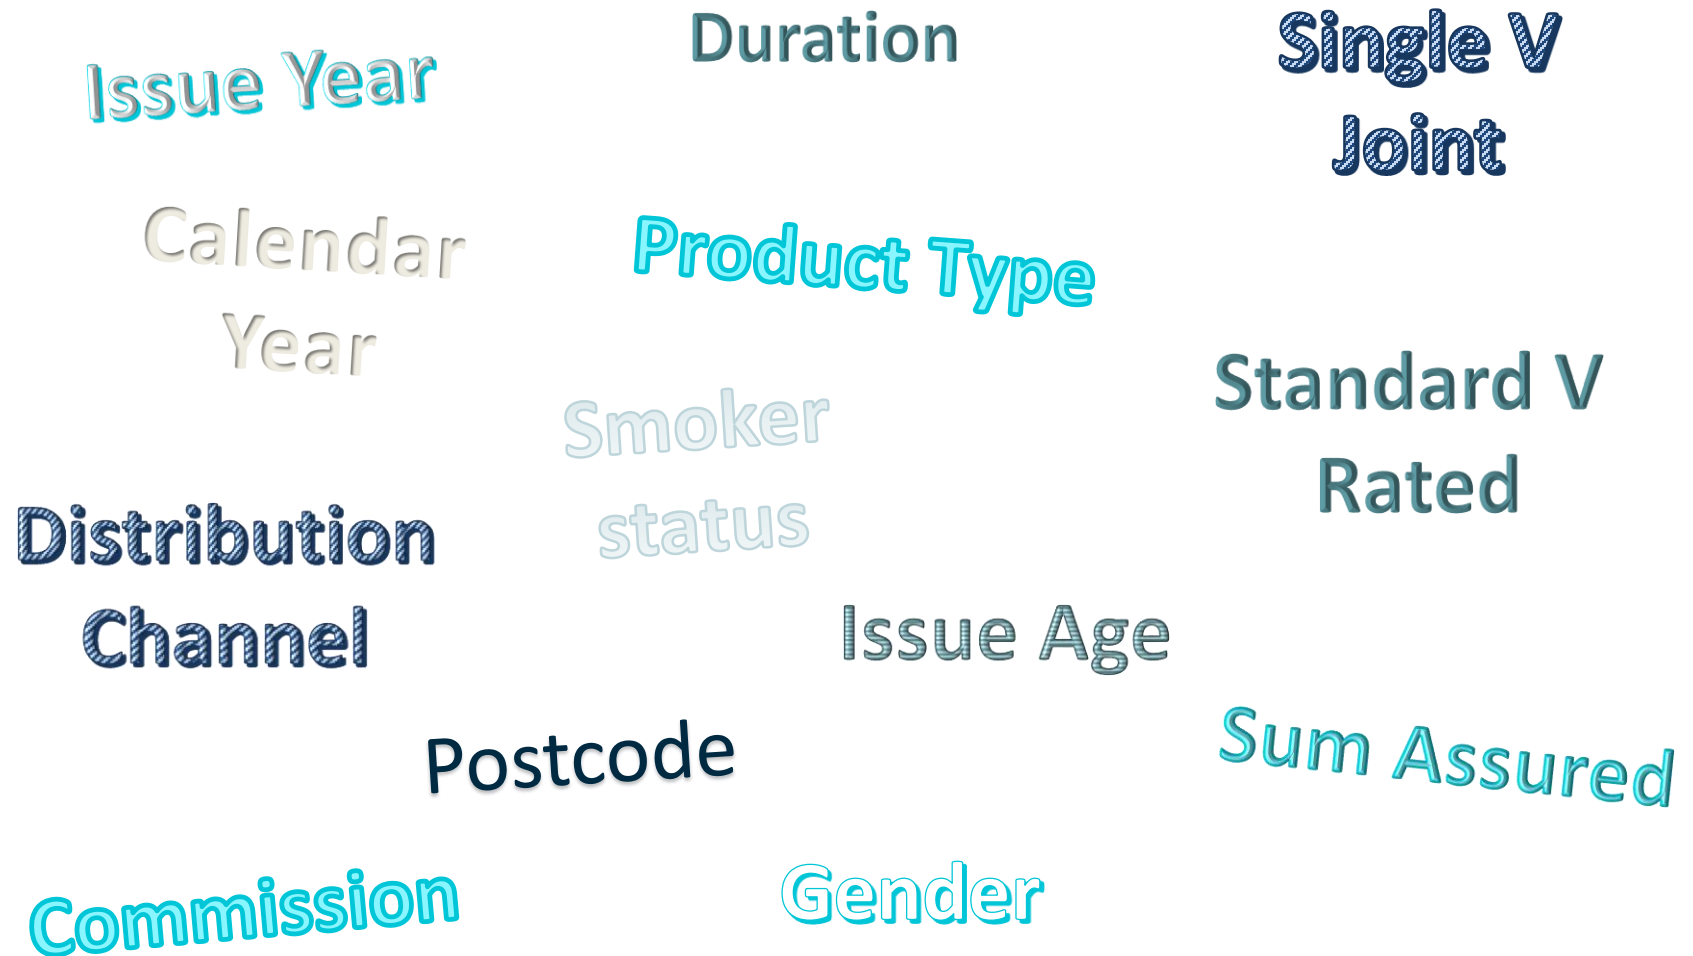 Issue Year
Duration
Single V
Joint
Calendar
Year
Product Type
Smoker
status
Standard V
Rated
Distribution
Channel
Issue Age
Postcode
Sum Assured
Commission
Gender